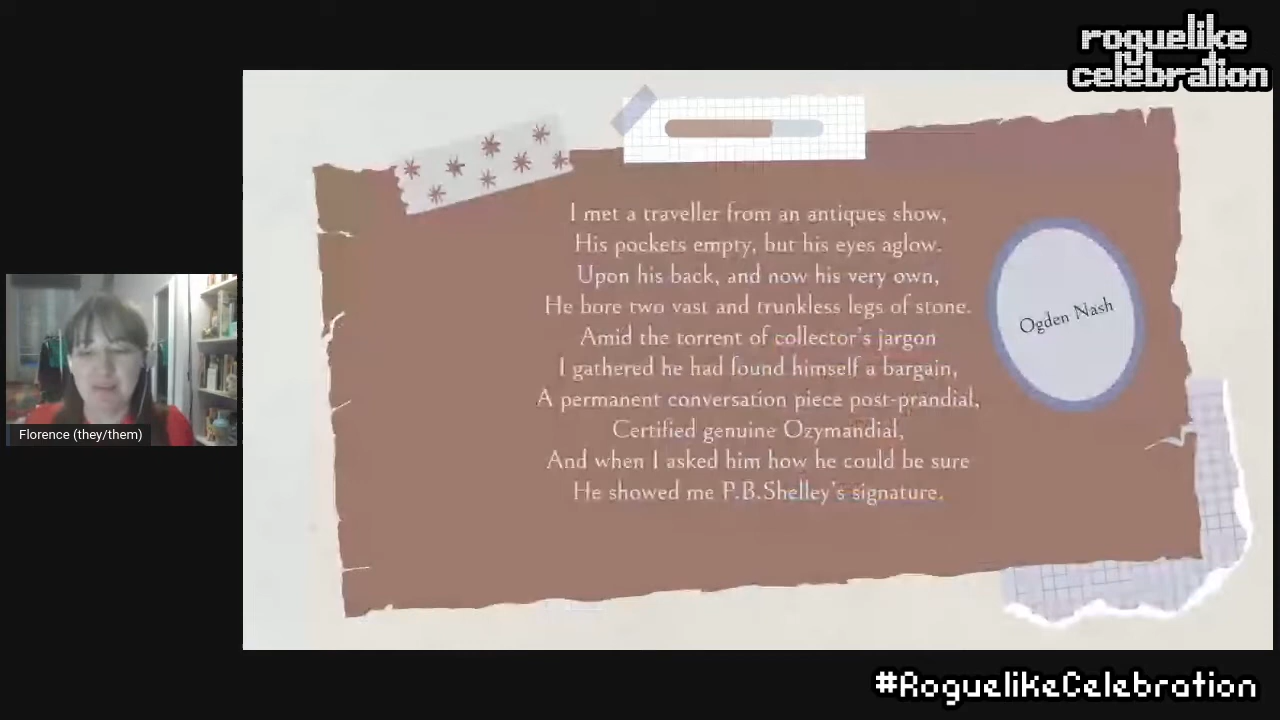 roguelike
celebration
I met a traveller from an antiques show,
His pockets empty, but his eyes aglow.
Upon his back, and now his very own,
He bore two vast and trunkless legs of stone.
Amid the torrent of collector's jargon
I gathered he had found himself a bargain,
A permanent conversation piece post-prandial,
Certified genuine Ozymandial,
And when I asked him how he could be sure
He showed me P.B.Shelley's signature.
Ogden Nash
Florence (they/them)
#RoguelikeCelebration